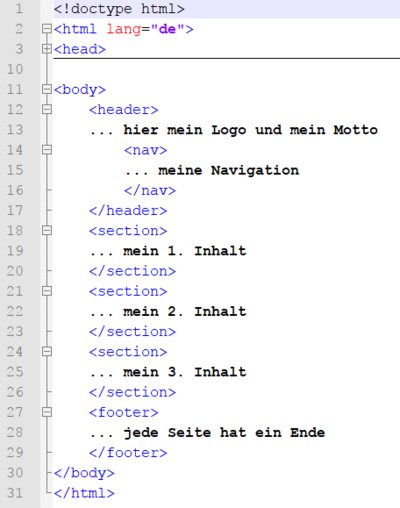 1 <!doctype html>
2 <html lang="de">
3 <head>
10
11 <body>
12 <header>
13 ... hier mein Logo und mein Motto
14 <nav>
15 ... meine Navigation
16 </nav>
17 </header>
18 <section>
19 ... mein 1. Inhalt
20 </section>
21 <section>
22 ... mein 2. Inhalt
23 </section>
24 <section>
25 ... mein 3. Inhalt
26 </section>
27 <footer>
28 ... jede Seite hat ein Ende
29 </footer>
30 </body>
31 </html>